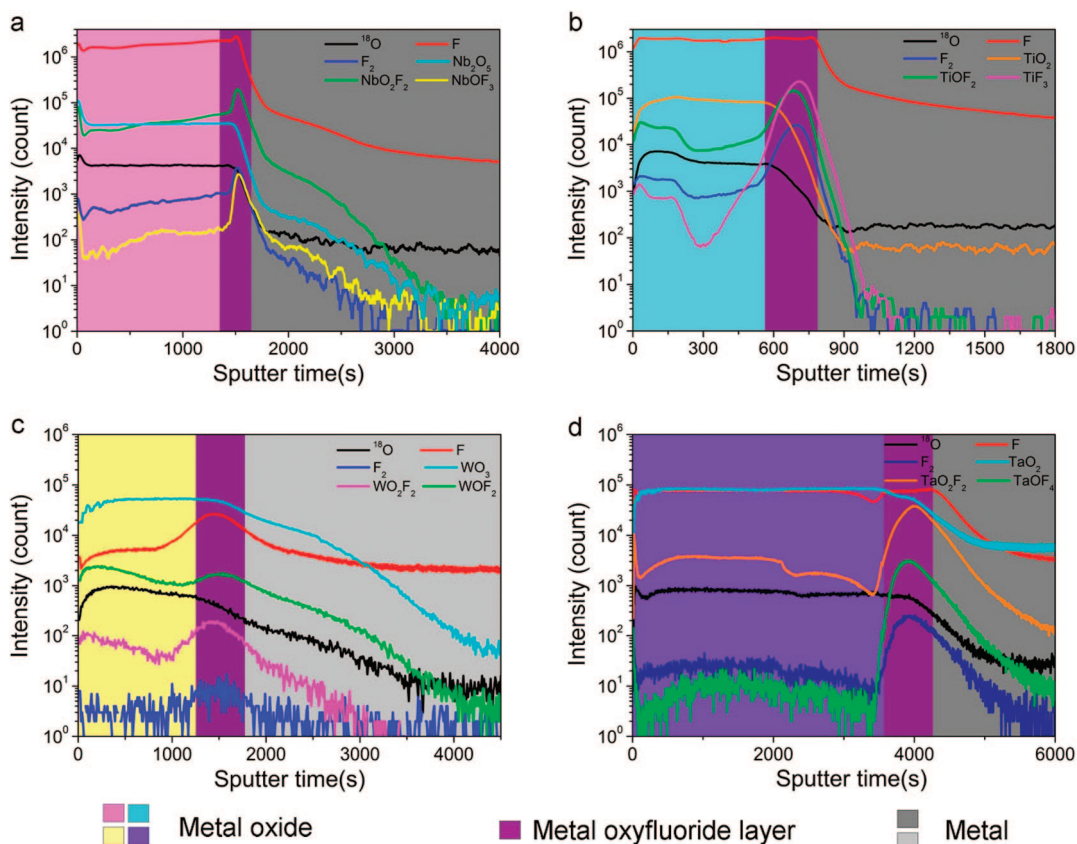 a
b
¹⁸O F
F₂ Nb₂O₅
NbO₂F₂ NbOF₃
¹⁸O F
F₂ TiO₂
TiOF₂ TiF₃
Intensity (count)
10⁶
10⁵
10⁴
10³
10²
10¹
10⁰
0 1000 2000 3000 4000
Sputter time(s)
Intensity (count)
10⁶
10⁵
10⁴
10³
10²
10¹
10⁰
0 300 600 900 1200 1500 1800
Sputter time(s)
c
d
¹⁸O F
F₂ WO₃
WO₂F₂ WOF₂
¹⁸O F
F₂ TaO₂
TaO₂F₂ TaOF₄
Intensity (count)
10⁶
10⁵
10⁴
10³
10²
10¹
10⁰
0 1000 2000 3000 4000
Sputter time(s)
Intensity (count)
10⁶
10⁵
10⁴
10³
10²
10¹
10⁰
0 2000 4000 6000
Sputter time(s)
Metal oxide Metal oxyfluoride layer Metal